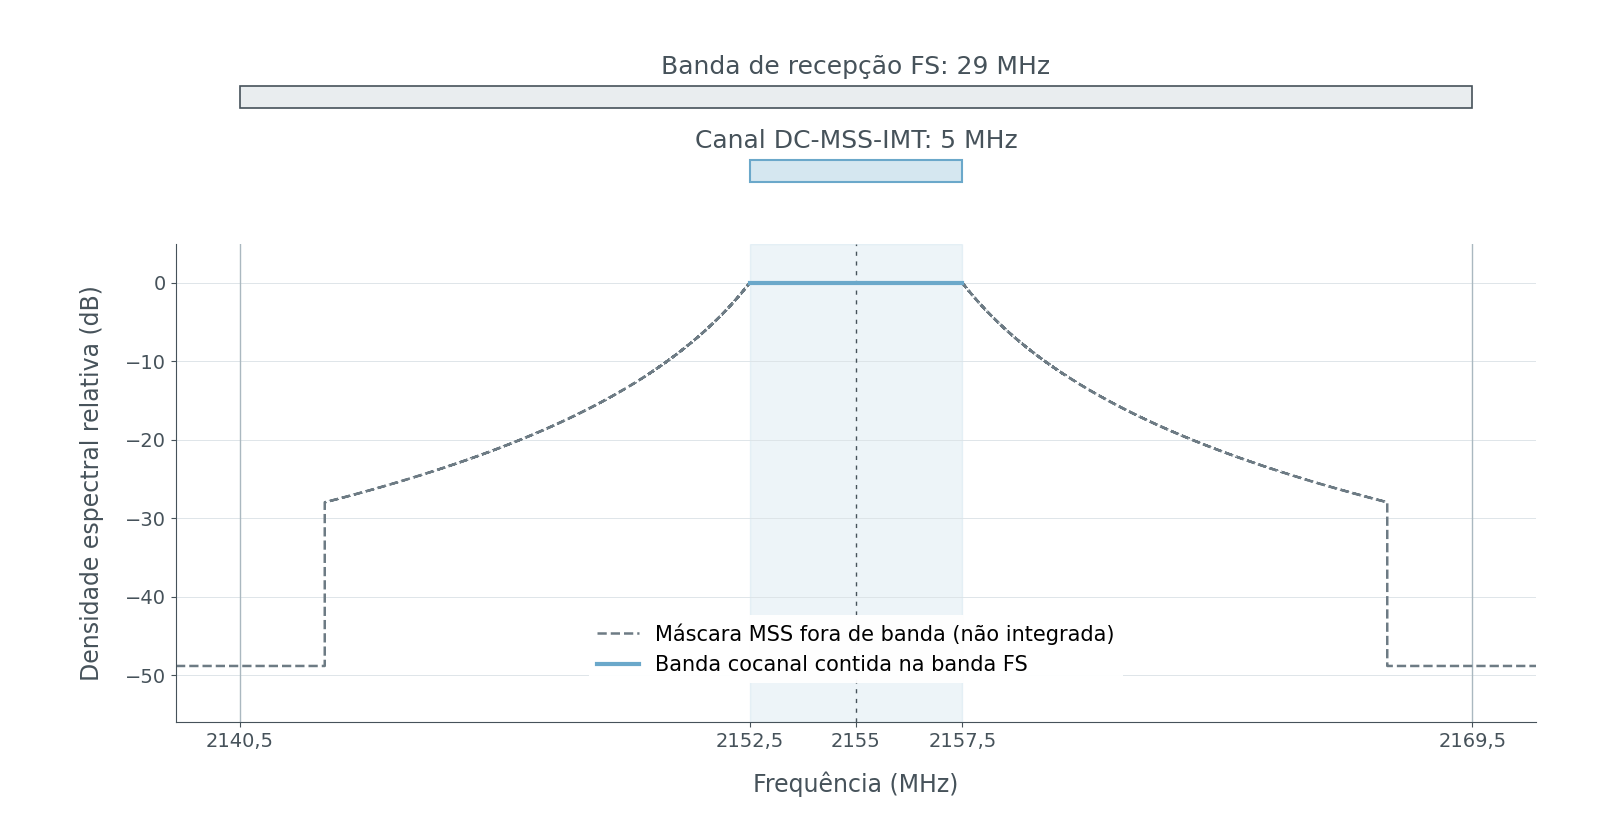 Banda de recepção FS: 29 MHz
Canal DC-MSS-IMT: 5 MHz
Densidade espectral relativa (dB)
0
−10
−20
−30
−40
−50
Máscara MSS fora de banda (não integrada)
Banda cocanal contida na banda FS
2140,5
2152,5
2155
2157,5
2169,5
Frequência (MHz)